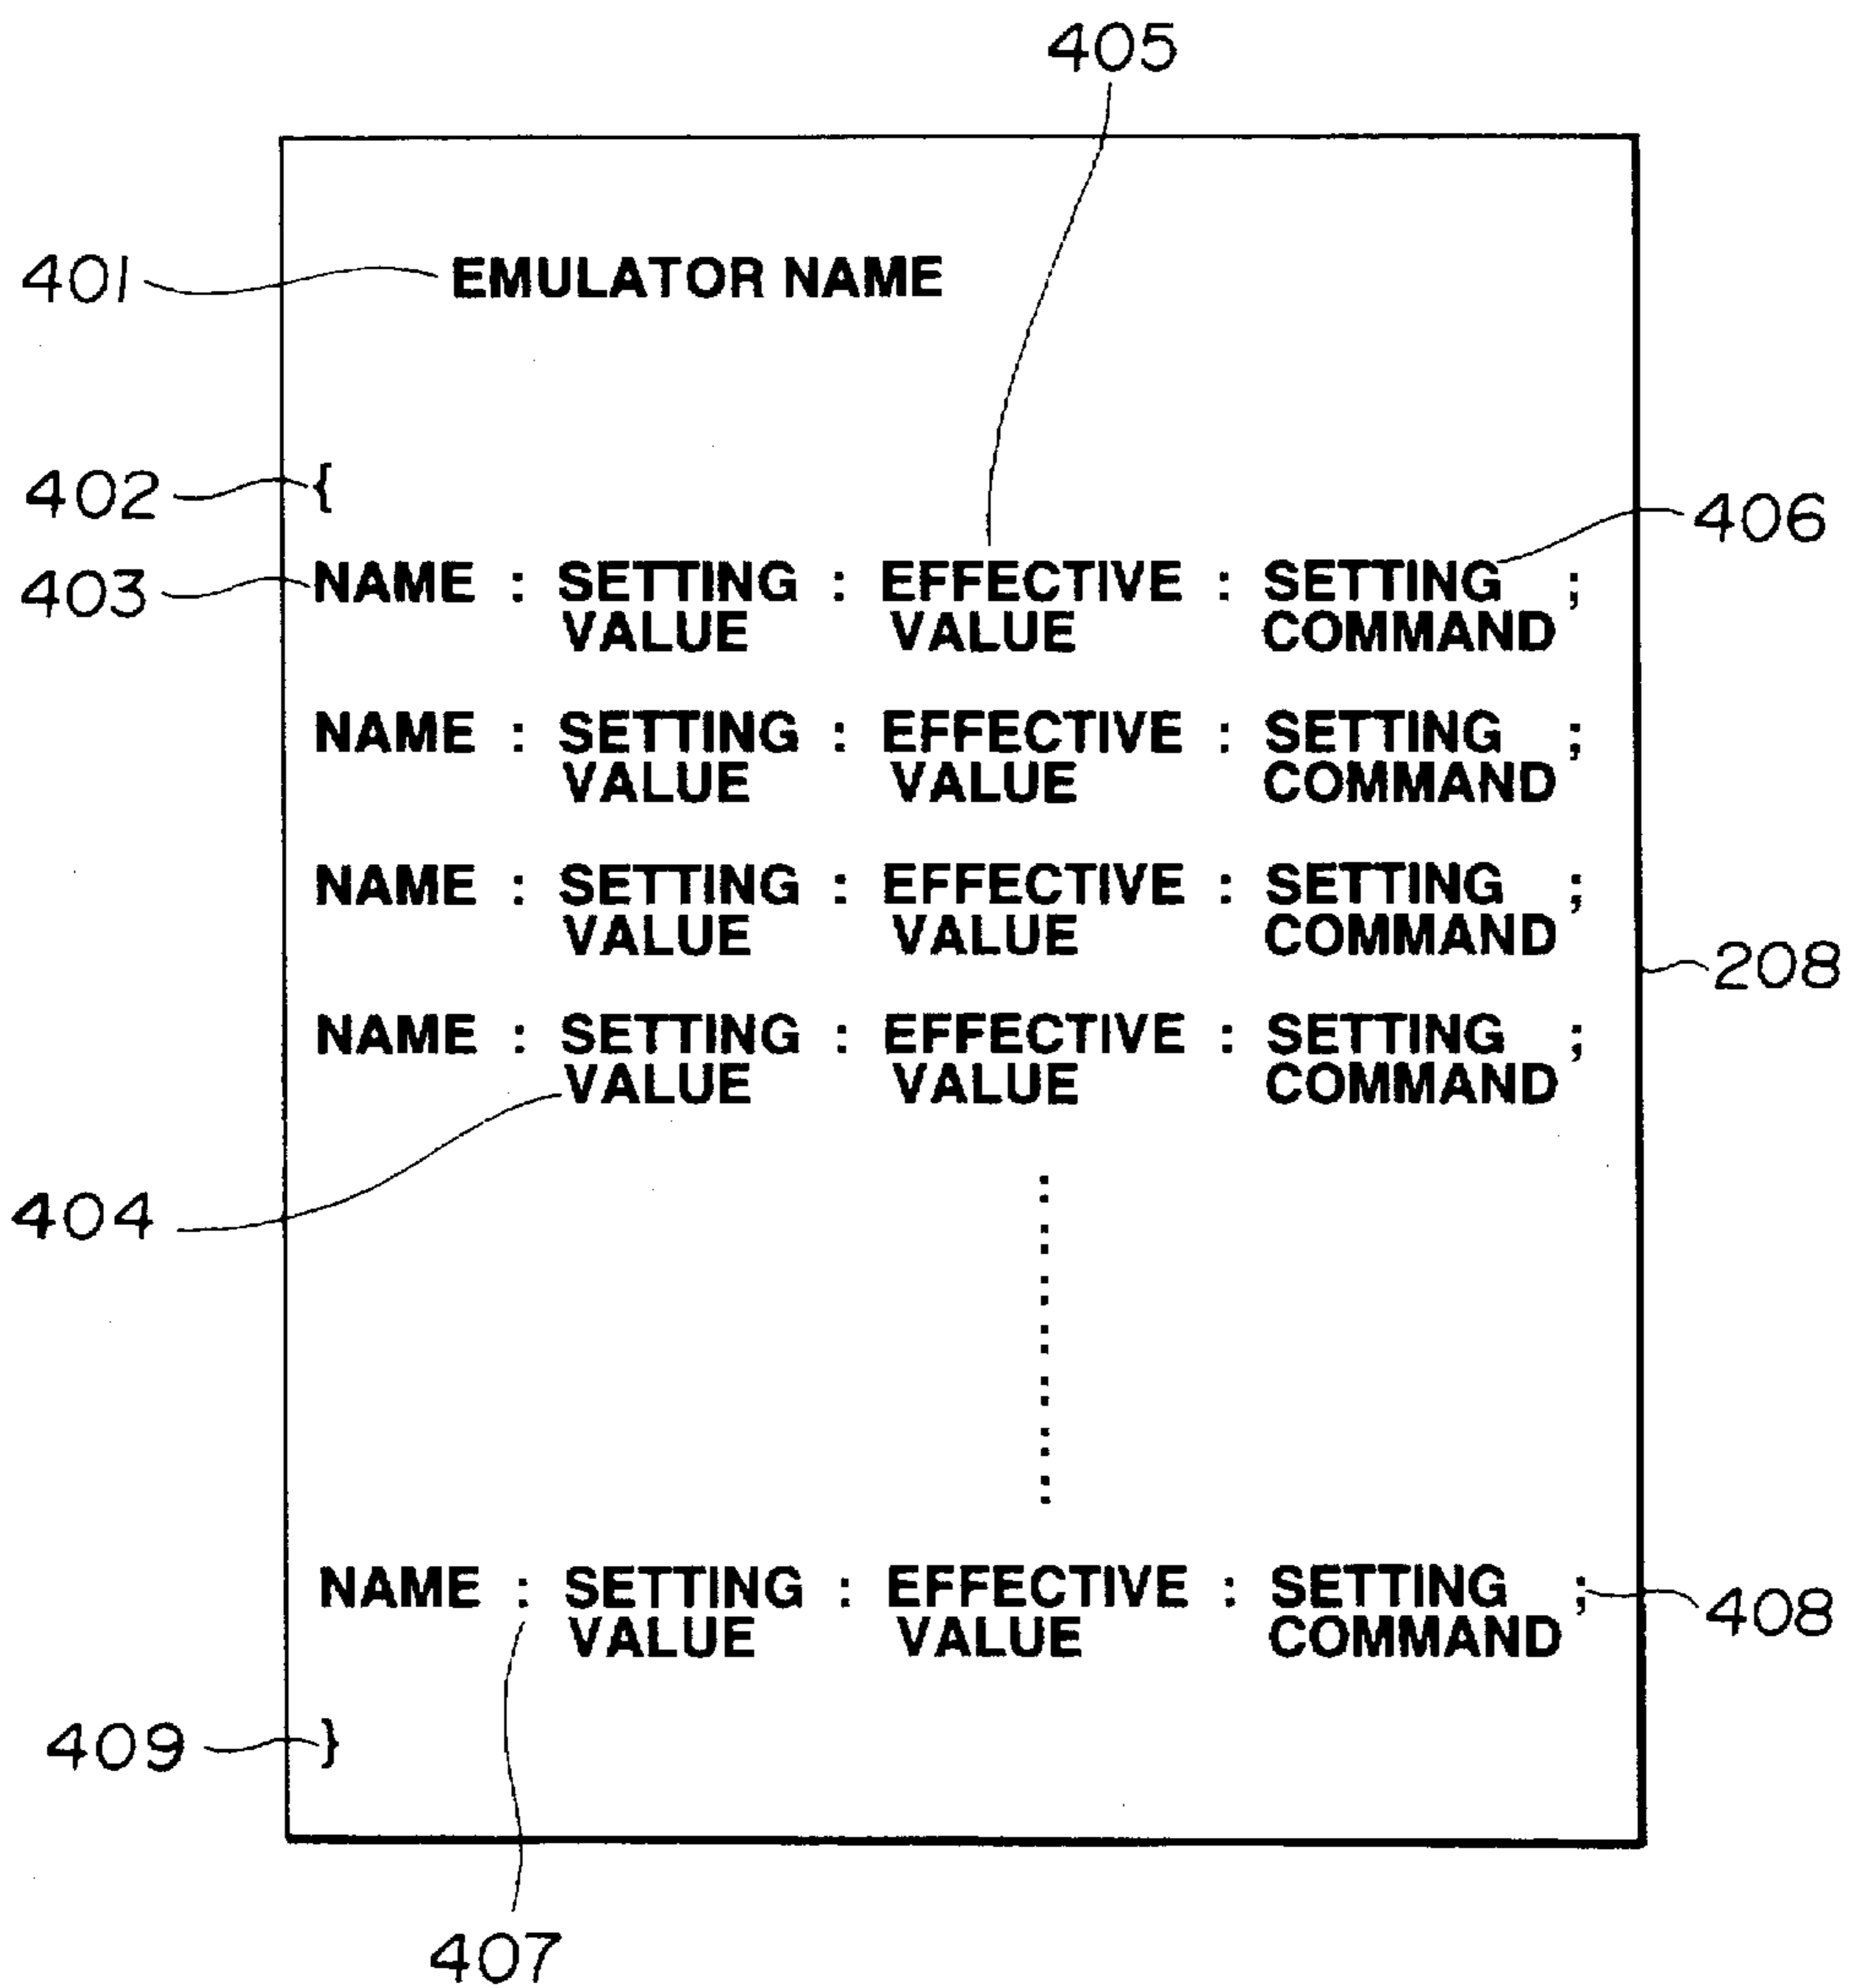 405
401 EMULATOR NAME
402 {
406
403 NAME : SETTING : EFFECTIVE : SETTING ;
VALUE VALUE COMMAND
NAME : SETTING : EFFECTIVE : SETTING ;
VALUE VALUE COMMAND
NAME : SETTING : EFFECTIVE : SETTING ;
VALUE VALUE COMMAND
208
NAME : SETTING : EFFECTIVE : SETTING ;
VALUE VALUE COMMAND
404
:
:
:
:
:
:
:
NAME : SETTING : EFFECTIVE : SETTING ; 408
VALUE VALUE COMMAND
409 }
407